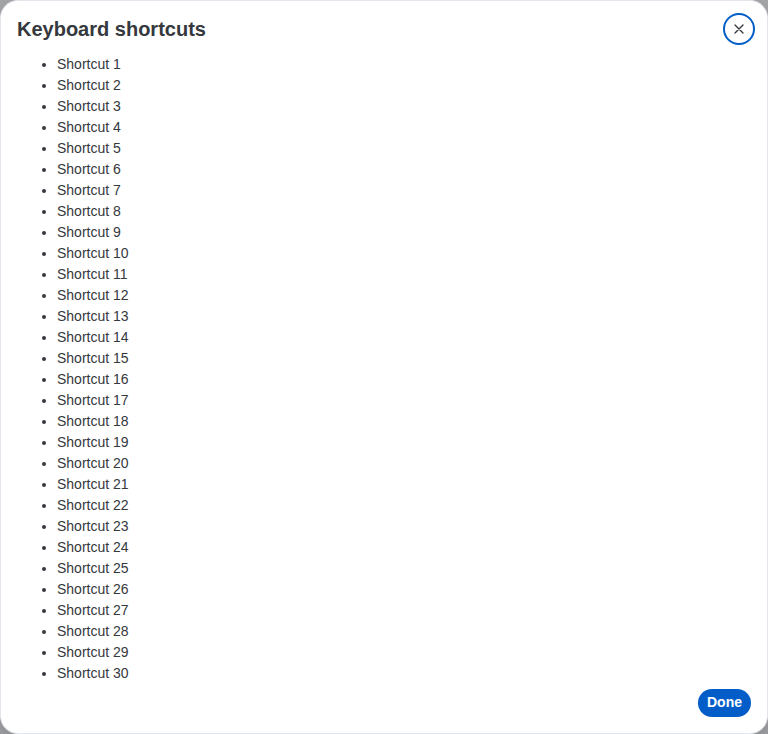 Keyboard shortcuts
Shortcut 1
Shortcut 2
Shortcut 3
Shortcut 4
Shortcut 5
Shortcut 6
Shortcut 7
Shortcut 8
Shortcut 9
Shortcut 10
Shortcut 11
Shortcut 12
Shortcut 13
Shortcut 14
Shortcut 15
Shortcut 16
Shortcut 17
Shortcut 18
Shortcut 19
Shortcut 20
Shortcut 21
Shortcut 22
Shortcut 23
Shortcut 24
Shortcut 25
Shortcut 26
Shortcut 27
Shortcut 28
Shortcut 29
Shortcut 30
Done